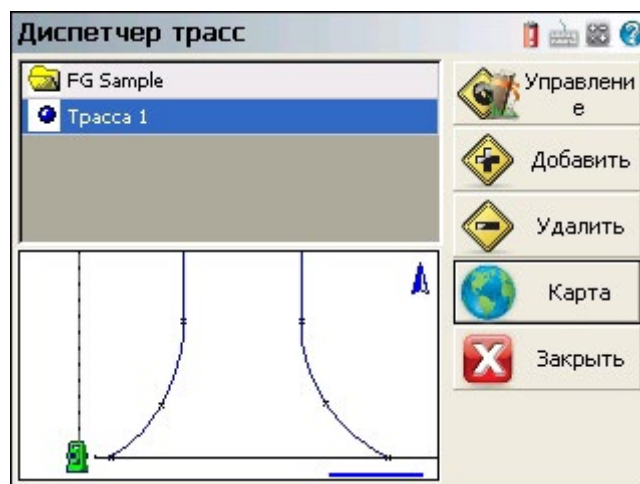 Диспетчер трасс
FG Sample
Трасса 1
Управлени
е
Добавить
Удалить
Карта
Закрыть